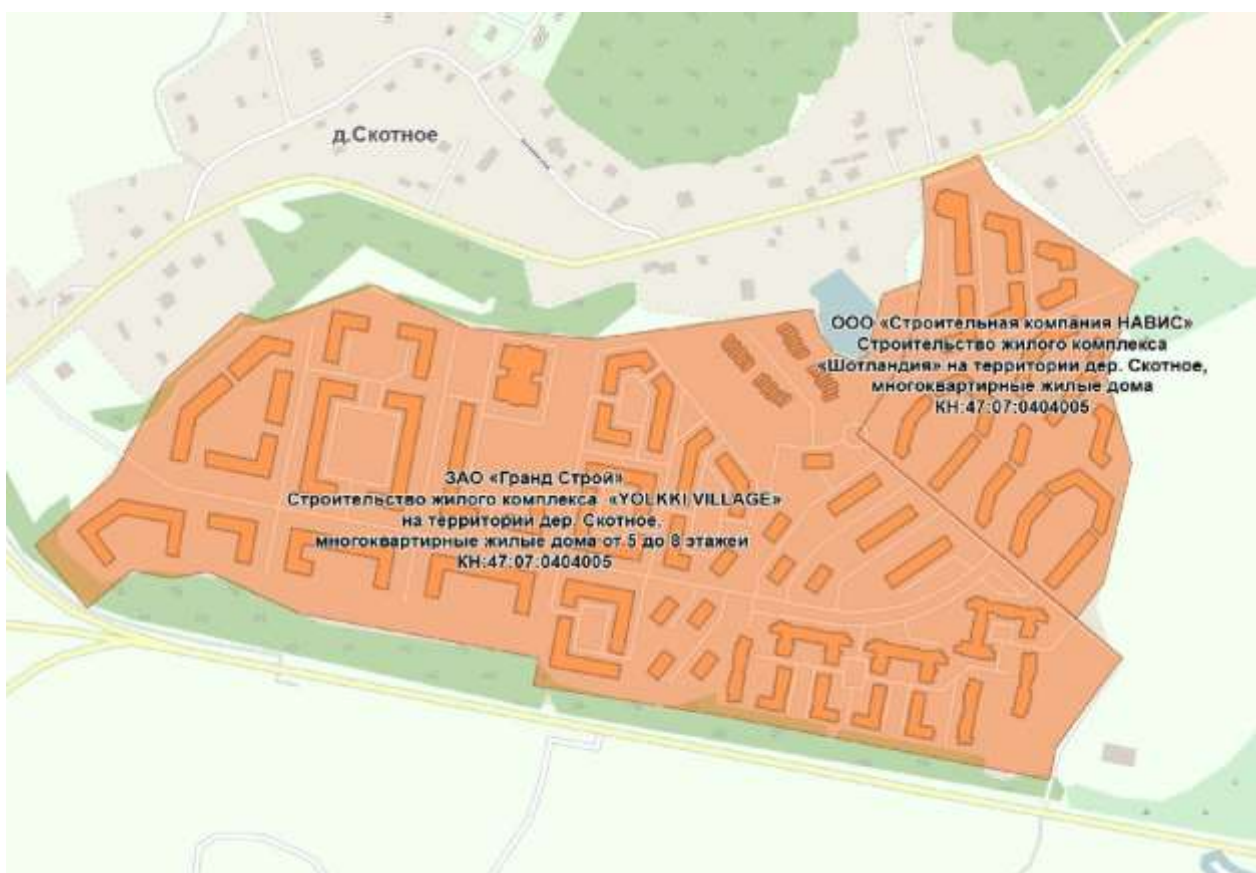 д.Скотное
ООО «Строительная компания НАВИС»
Строительство жилого комплекса
«Шотландия» на территории дер. Скотное,
многоквартирные жилые дома
КН:47:07:0404005
ЗАО «Гранд Строй»
Строительство жилого комплекса «YOLKKI VILLAGE»
на территории дер. Скотное,
многоквартирные жилые дома от 5 до 8 этажей
КН:47:07:0404005